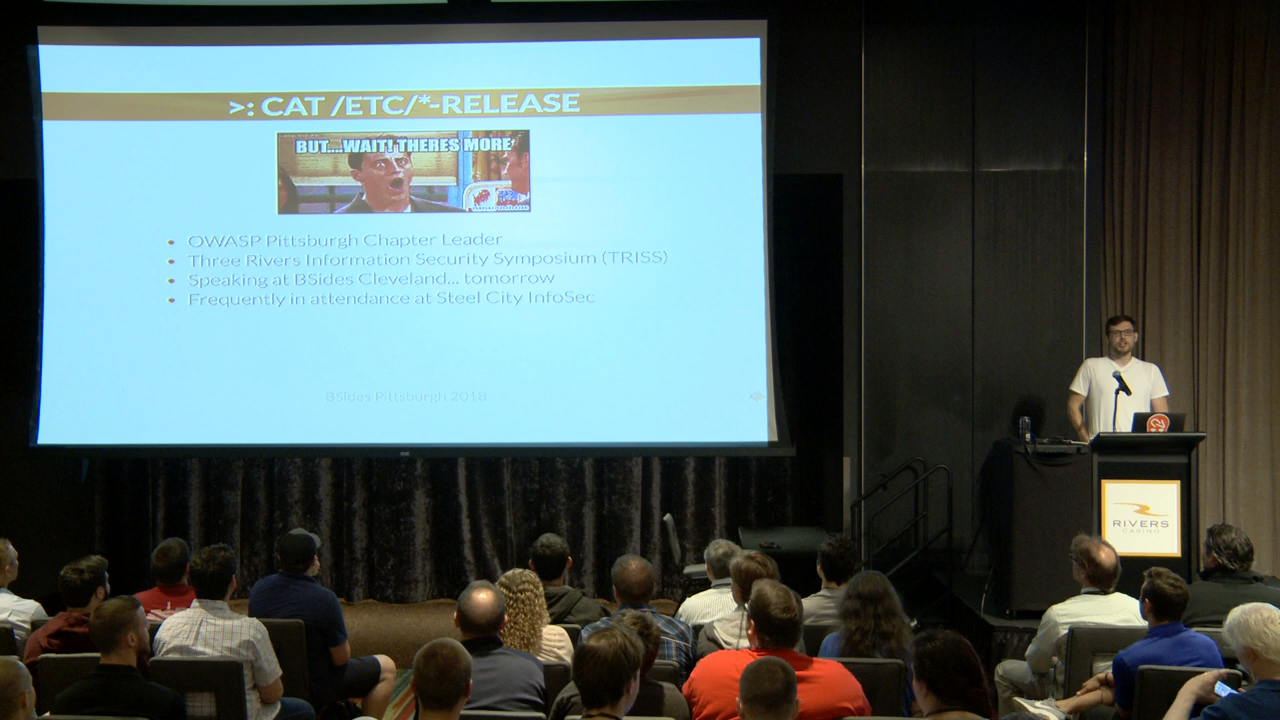 >: CAT /ETC/*-RELEASE
BUT....WAIT! THERES MORE
OWASP Pittsburgh Chapter Leader
Three Rivers Information Security Symposium (TRISS)
Speaking at BSides Cleveland... tomorrow
Frequently in attendance at Steel City InfoSec
BSides Pittsburgh 2018
RIVERS
CASINO